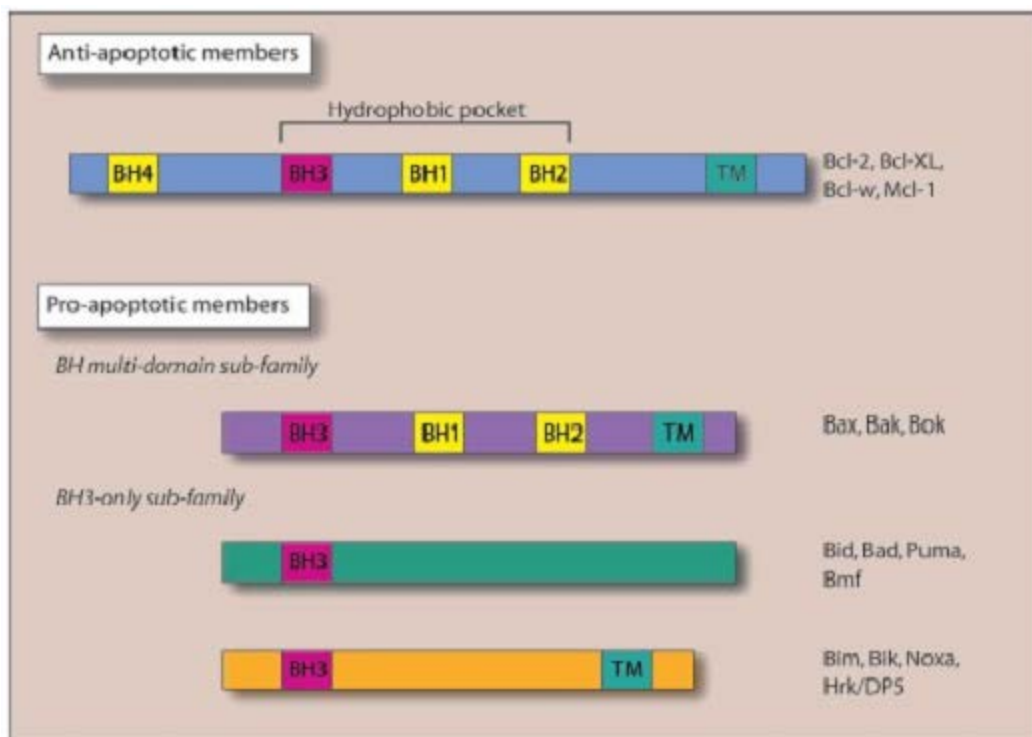 Anti-apoptotic members
Hydrophobic pocket
BH4 BH3 BH1 BH2 TM
Bcl-2, Bcl-XL,
Bcl-w, Mcl-1
Pro-apoptotic members
BH multi-domain sub-family
BH3 BH1 BH2 TM
Bax, Bak, Bok
BH3-only sub-family
BH3
Bid, Bad, Puma,
Bmf
BH3 TM
Bim, Bik, Noxa,
Hrk/DP5